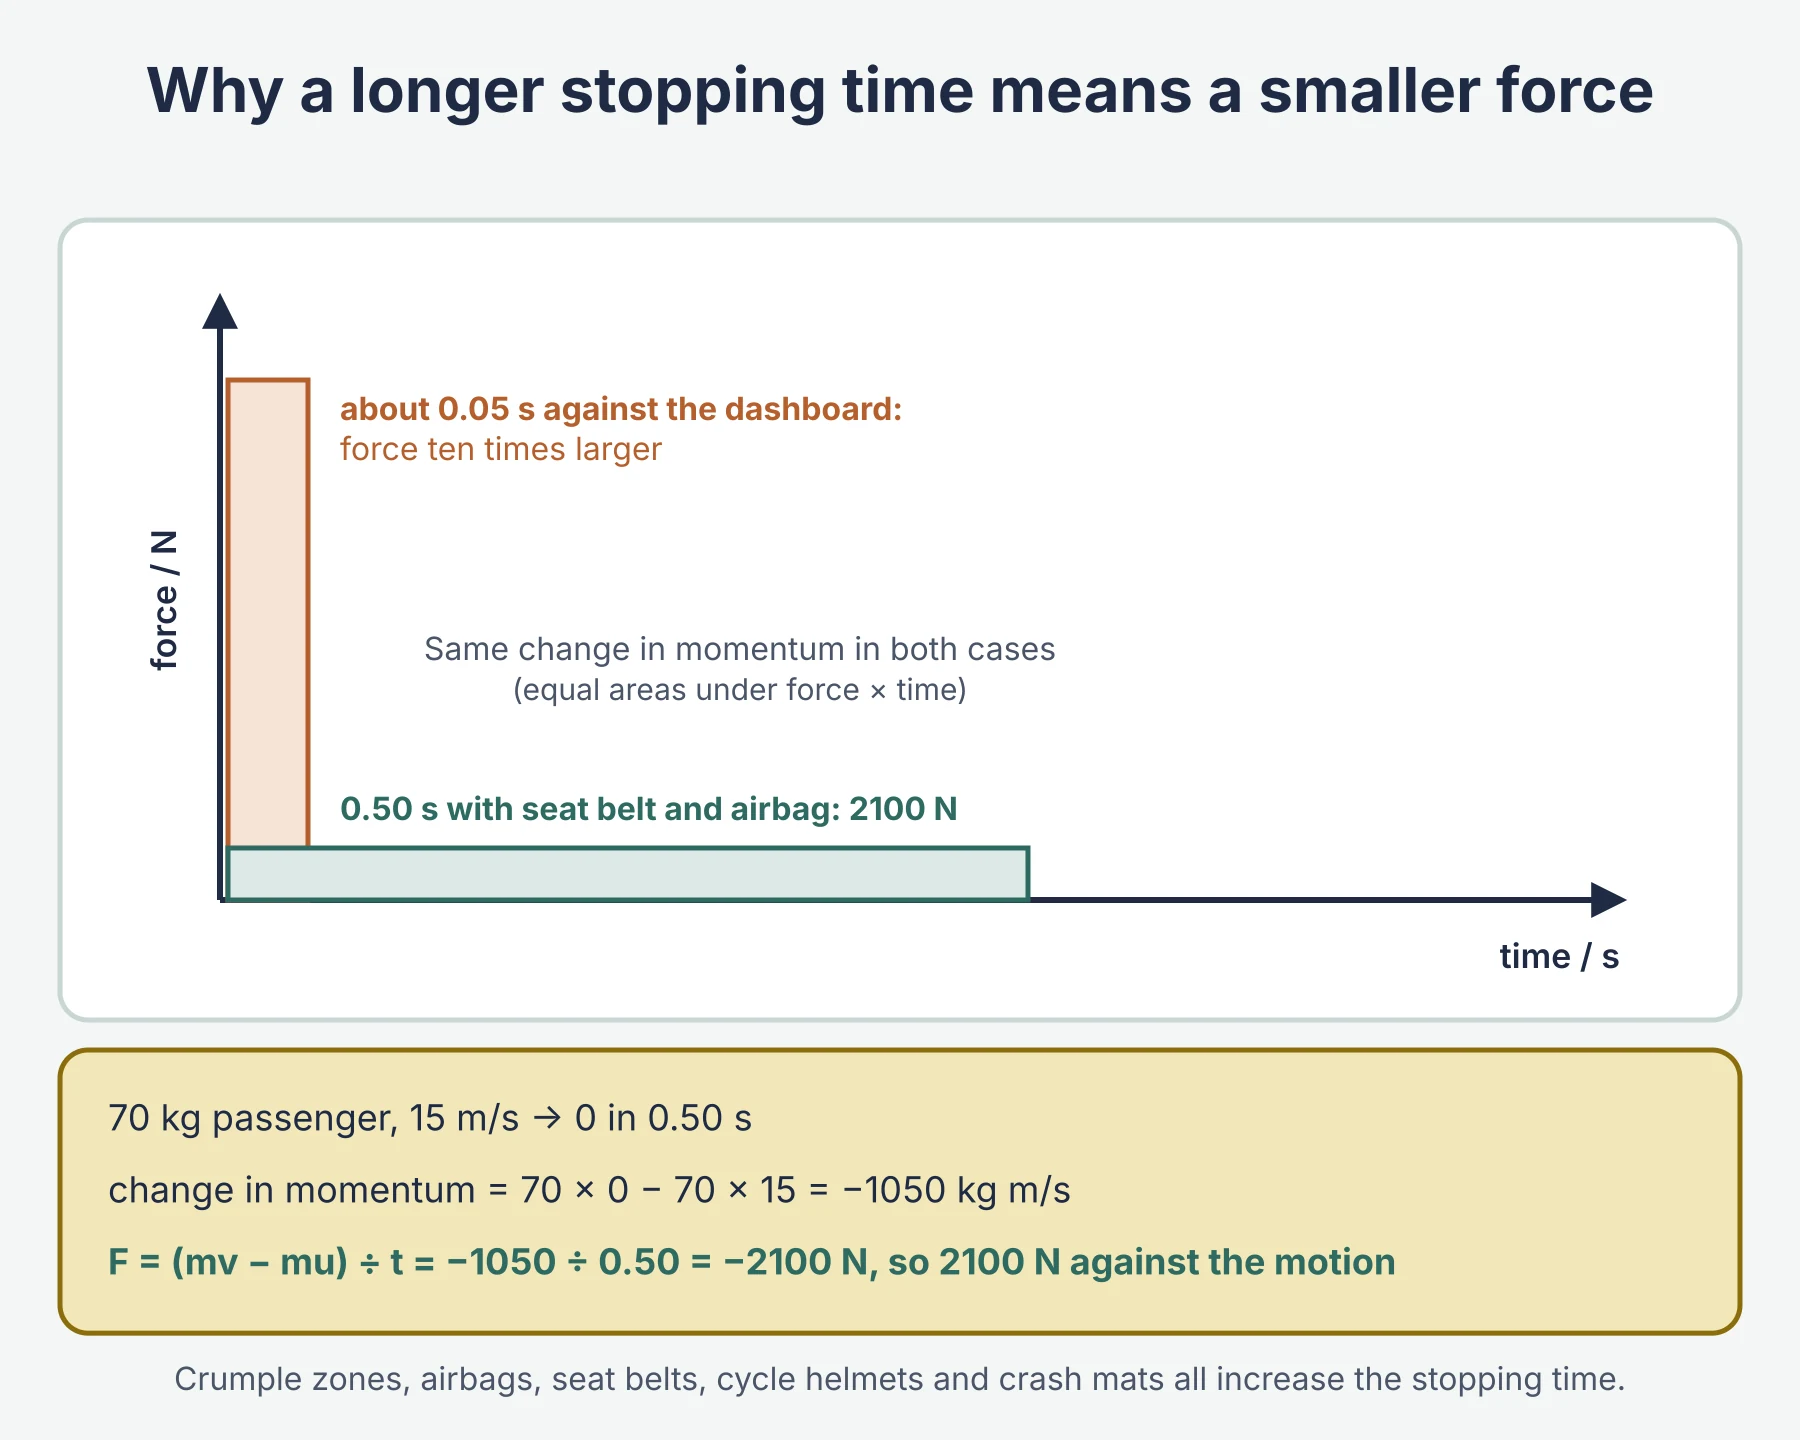 Why a longer stopping time means a smaller force
about 0.05 s against the dashboard:
force ten times larger
force / N
Same change in momentum in both cases
(equal areas under force × time)
0.50 s with seat belt and airbag: 2100 N
time / s
70 kg passenger, 15 m/s → 0 in 0.50 s
change in momentum = 70 × 0 − 70 × 15 = −1050 kg m/s
F = (mv − mu) ÷ t = −1050 ÷ 0.50 = −2100 N, so 2100 N against the motion
Crumple zones, airbags, seat belts, cycle helmets and crash mats all increase the stopping time.